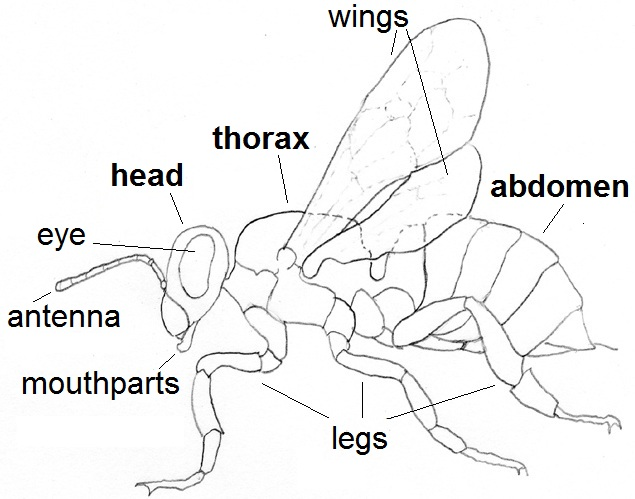 wings
thorax
head
abdomen
eye
antenna
mouthparts
legs